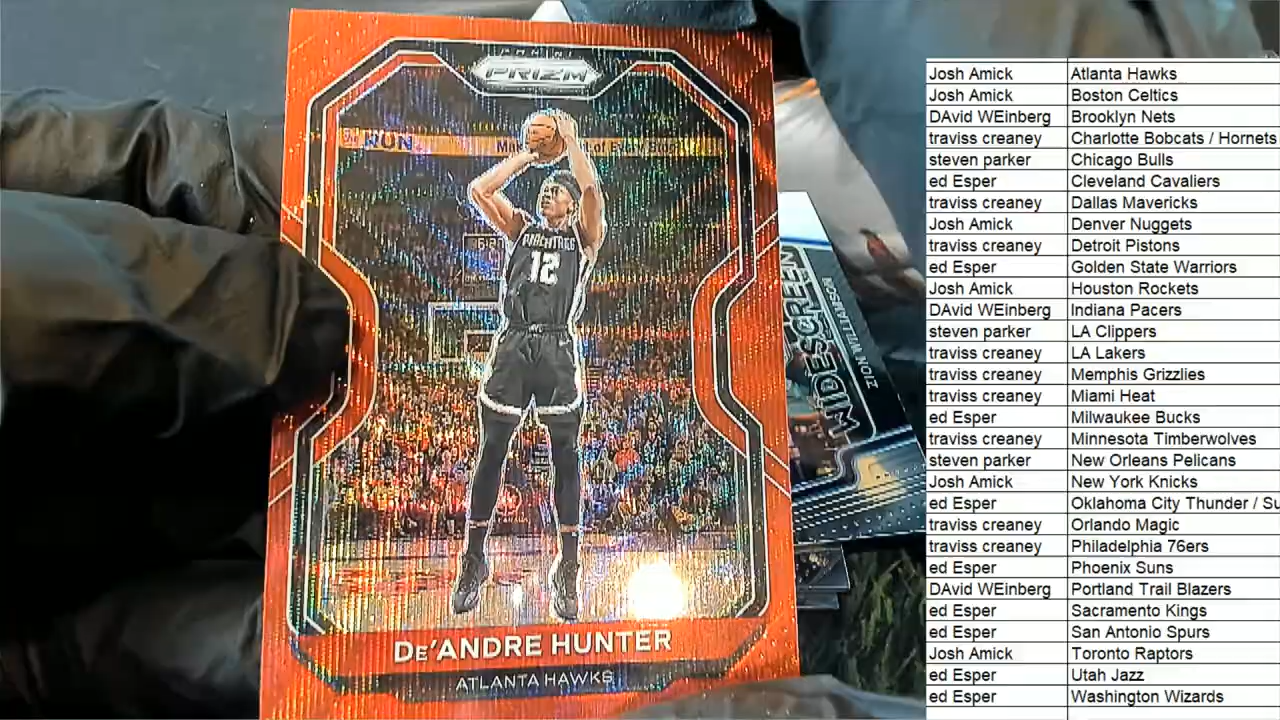 PANINI
PRIZM
RUN
PEACHTREE
12
DE'ANDRE HUNTER
ATLANTA HAWKS
WIDESCREEN
ZION WILLIAMSON
Josh Amick Atlanta Hawks
Josh Amick Boston Celtics
DAvid WEinberg Brooklyn Nets
traviss creaney Charlotte Bobcats / Hornets
steven parker Chicago Bulls
ed Esper Cleveland Cavaliers
traviss creaney Dallas Mavericks
Josh Amick Denver Nuggets
traviss creaney Detroit Pistons
ed Esper Golden State Warriors
Josh Amick Houston Rockets
DAvid WEinberg Indiana Pacers
steven parker LA Clippers
traviss creaney LA Lakers
traviss creaney Memphis Grizzlies
traviss creaney Miami Heat
ed Esper Milwaukee Bucks
traviss creaney Minnesota Timberwolves
steven parker New Orleans Pelicans
Josh Amick New York Knicks
ed Esper Oklahoma City Thunder / Su
traviss creaney Orlando Magic
traviss creaney Philadelphia 76ers
ed Esper Phoenix Suns
DAvid WEinberg Portland Trail Blazers
ed Esper Sacramento Kings
ed Esper San Antonio Spurs
Josh Amick Toronto Raptors
ed Esper Utah Jazz
ed Esper Washington Wizards